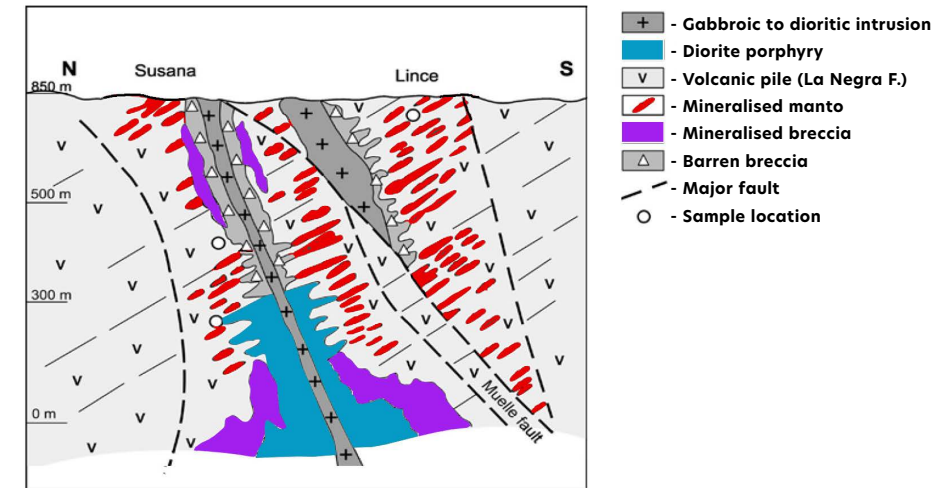 N
Susana
Lince
S
850 m
500 m
300 m
0 m
Muelle fault
- Gabbroic to dioritic intrusion
- Diorite porphyry
v - Volcanic pile (La Negra F.)
- Mineralised manto
- Mineralised breccia
- Barren breccia
- Major fault
- Sample location